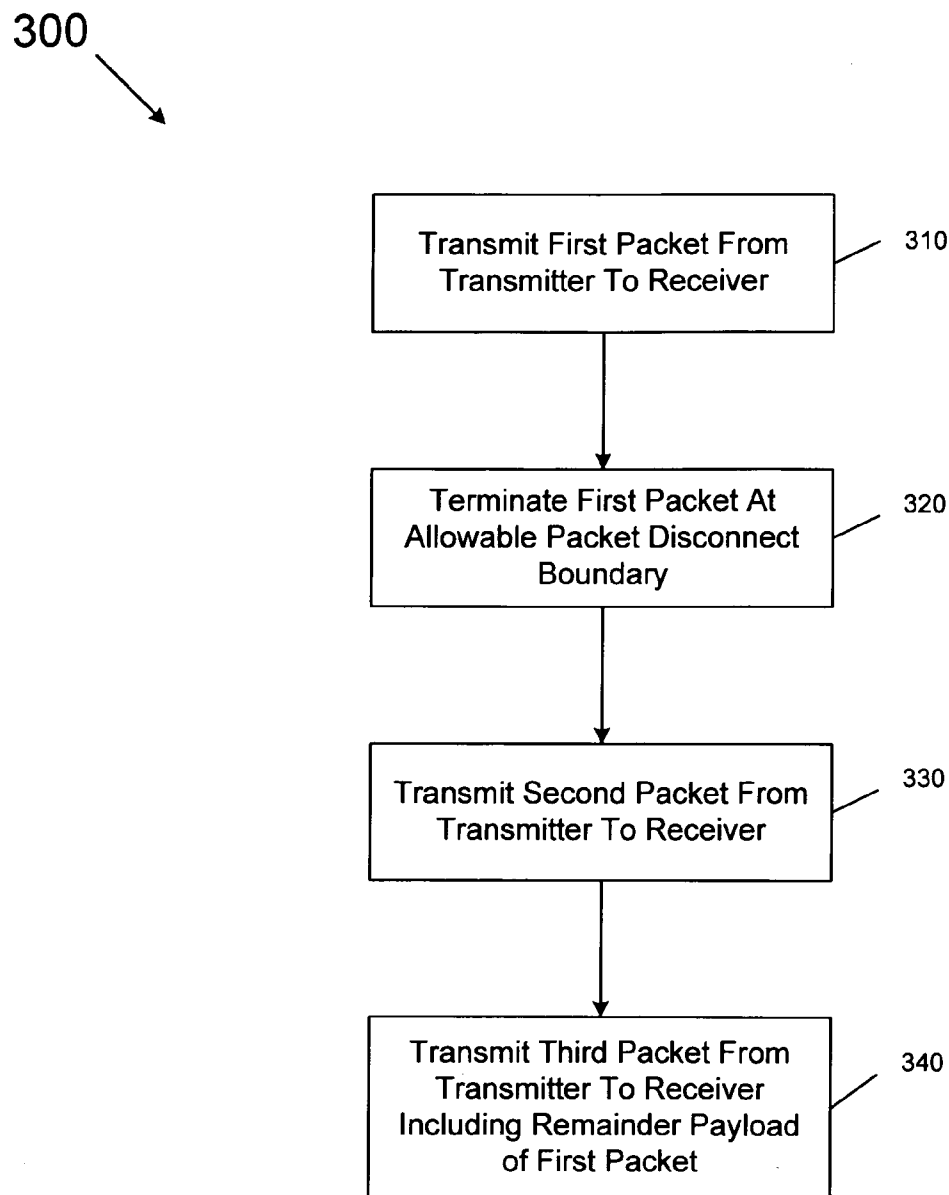 300
Transmit First Packet From
Transmitter To Receiver
310
Terminate First Packet At
Allowable Packet Disconnect
Boundary
320
Transmit Second Packet From
Transmitter To Receiver
330
Transmit Third Packet From
Transmitter To Receiver
Including Remainder Payload
of First Packet
340